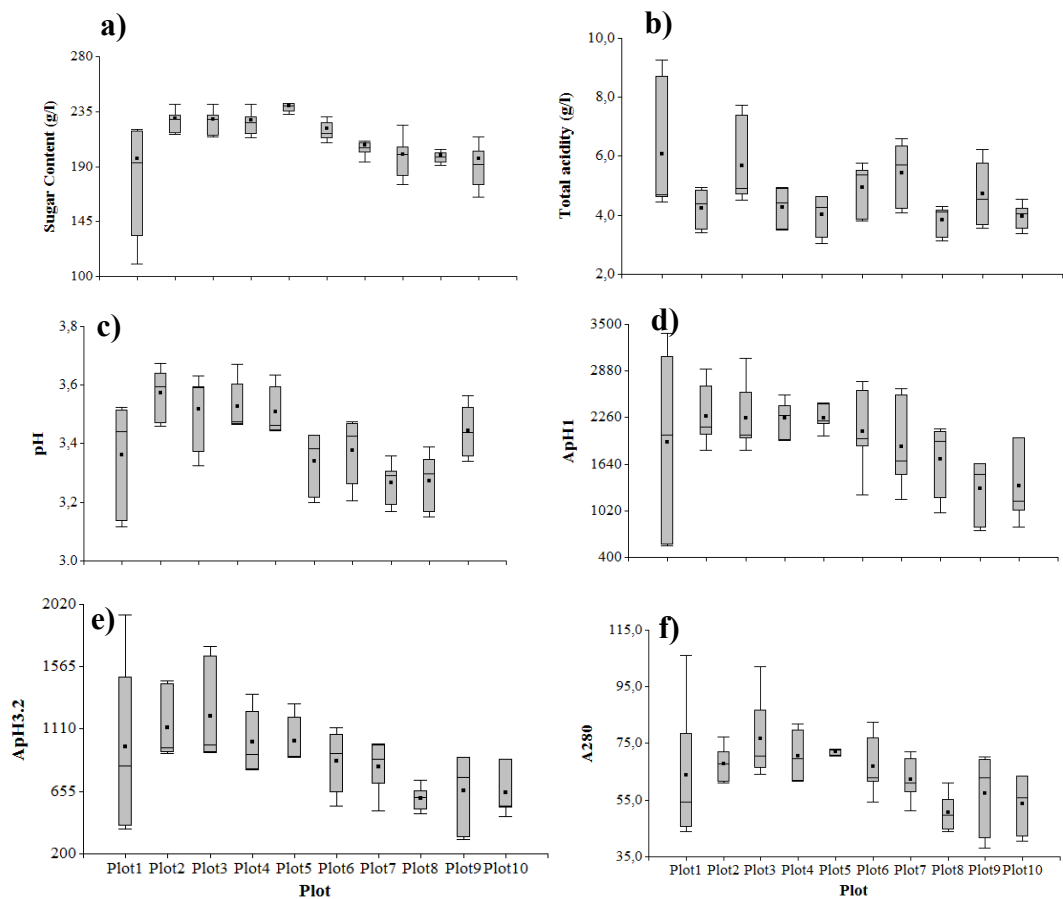 a)
Sugar Content (g/l)
280
235
190
145
100
b)
Total acidity (g/l)
10,0
8,0
6,0
4,0
2,0
c)
pH
3,8
3,6
3,4
3,2
3.0
d)
ApH1
3500
2880
2260
1640
1020
400
e)
ApH3.2
2020
1565
1110
655
200
Plot1 Plot2 Plot3 Plot4 Plot5 Plot6 Plot7 Plot8 Plot9 Plot10
Plot
f)
A280
115,0
95,0
75,0
55,0
35,0
Plot1 Plot2 Plot3 Plot4 Plot5 Plot6 Plot7 Plot8 Plot9 Plot10
Plot